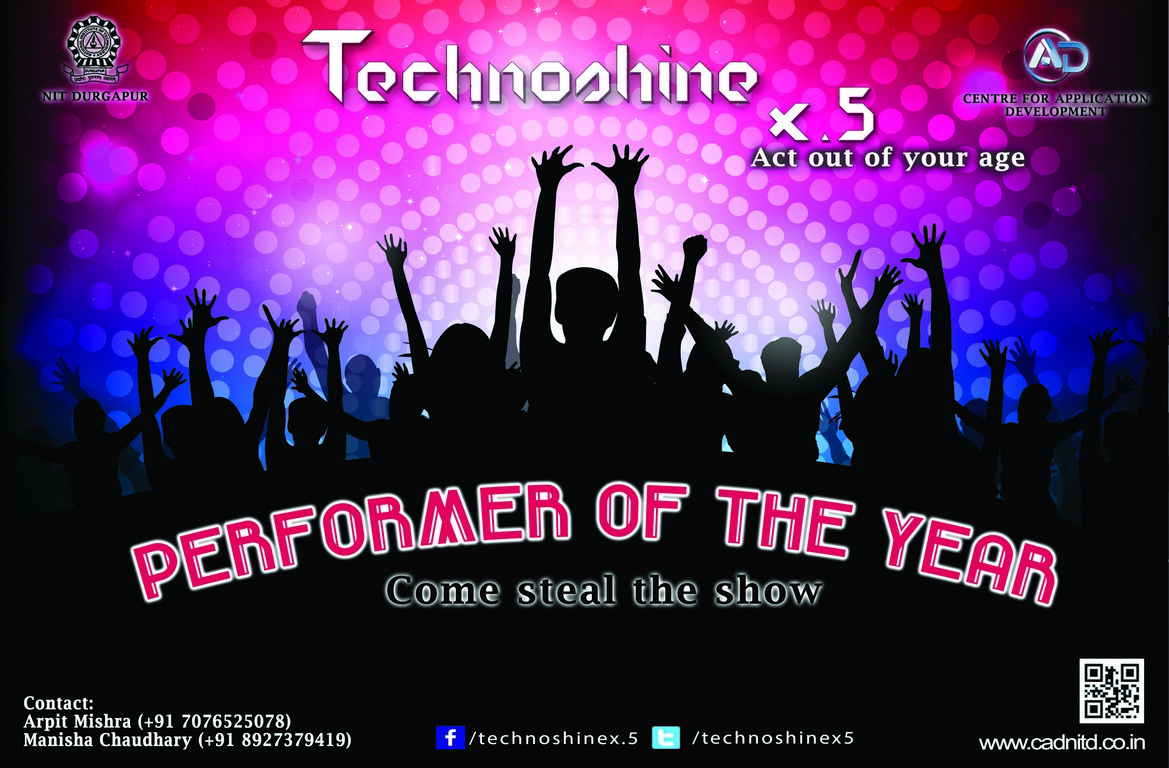 NIT DURGAPUR
Technoshine
x.5
Act out of your age
AD
CENTRE FOR APPLICATION
DEVELOPMENT
PERFORMER OF THE YEAR
Come steal the show
Contact:
Arpit Mishra (+91 7076525078)
Manisha Chaudhary (+91 8927379419)
f /technoshinex.5
t /technoshinex5
www.cadnitd.co.in